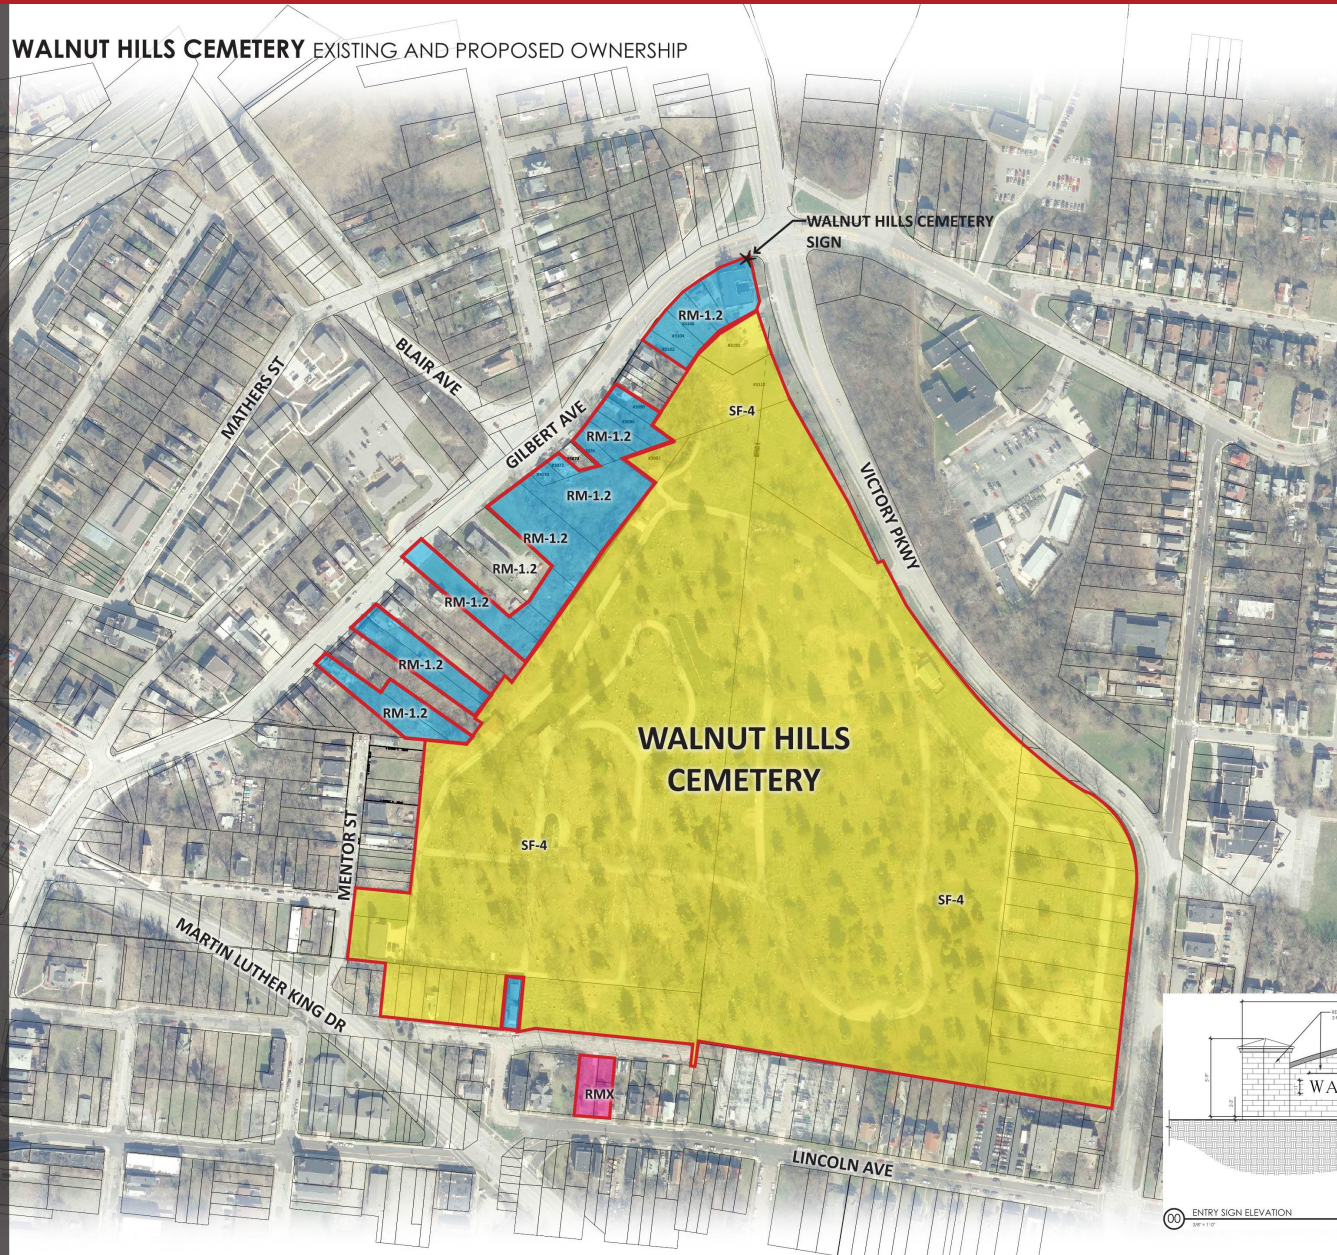 WALNUT HILLS CEMETERY EXISTING AND PROPOSED OWNERSHIP
WALNUT HILLS CEMETERY
SIGN
RM-1.2
BLAIR AVE
MATHERS ST
GILBERT AVE
SF-4
RM-1.2
RM-1.2
VICTORY PKWY
RM-1.2
RM-1.2
RM-1.2
RM-1.2
RM-1.2
WALNUT HILLS
CEMETERY
MENTOR ST
SF-4
SF-4
MARTIN LUTHER KING DR
RMX
WA
LINCOLN AVE
00 ENTRY SIGN ELEVATION